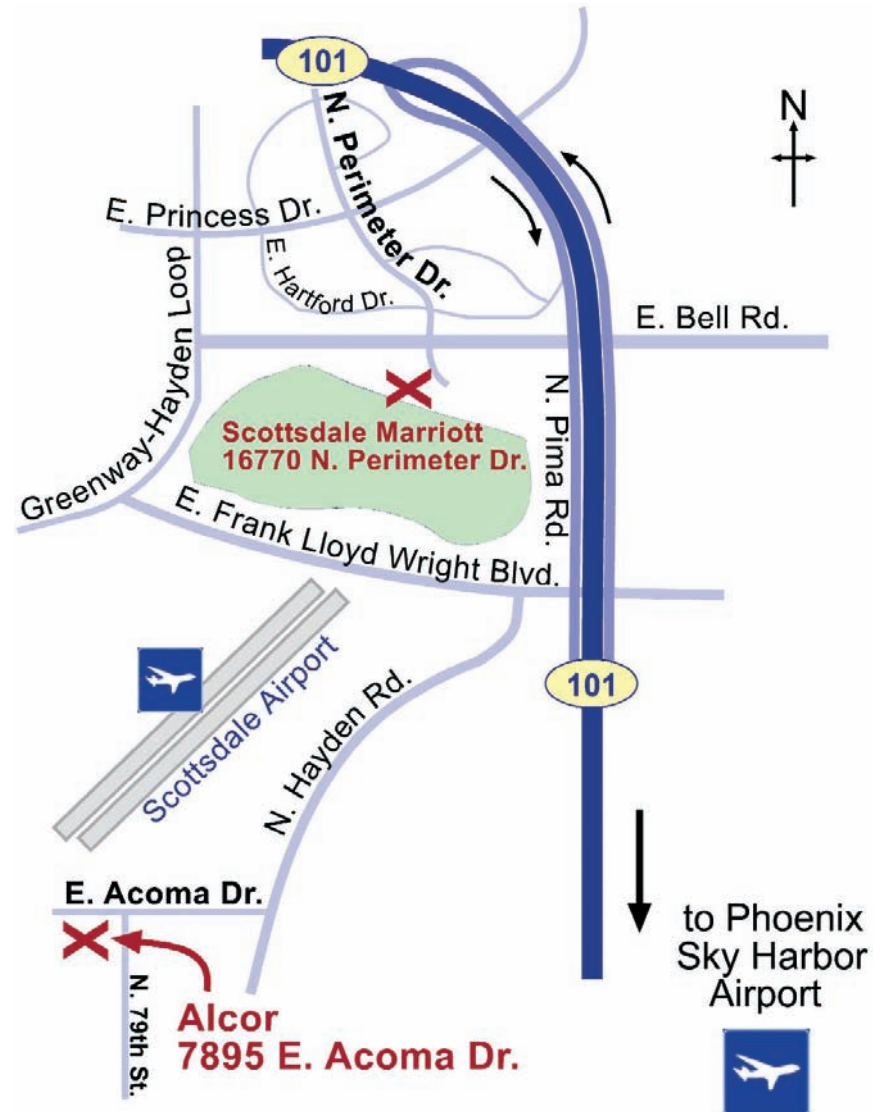 101
N
N. Perimeter Dr.
E. Princess Dr.
E. Hartford Dr.
E. Bell Rd.
Greenway-Hayden Loop
Scottsdale Marriott
16770 N. Perimeter Dr.
N. Pima Rd.
E. Frank Lloyd Wright Blvd.
101
Scottsdale Airport
N. Hayden Rd.
E. Acoma Dr.
to Phoenix
Sky Harbor
Airport
N. 79th St.
Alcor
7895 E. Acoma Dr.